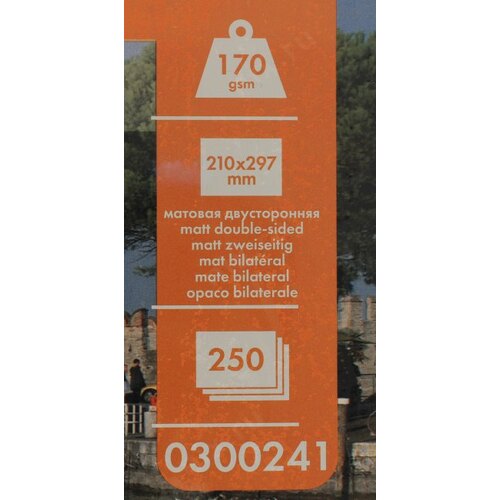 170
gsm
210x297
mm
матовая двусторонняя
matt double-sided
matt zweiseitig
mat bilatéral
mate bilateral
opaco bilaterale
250
0300241